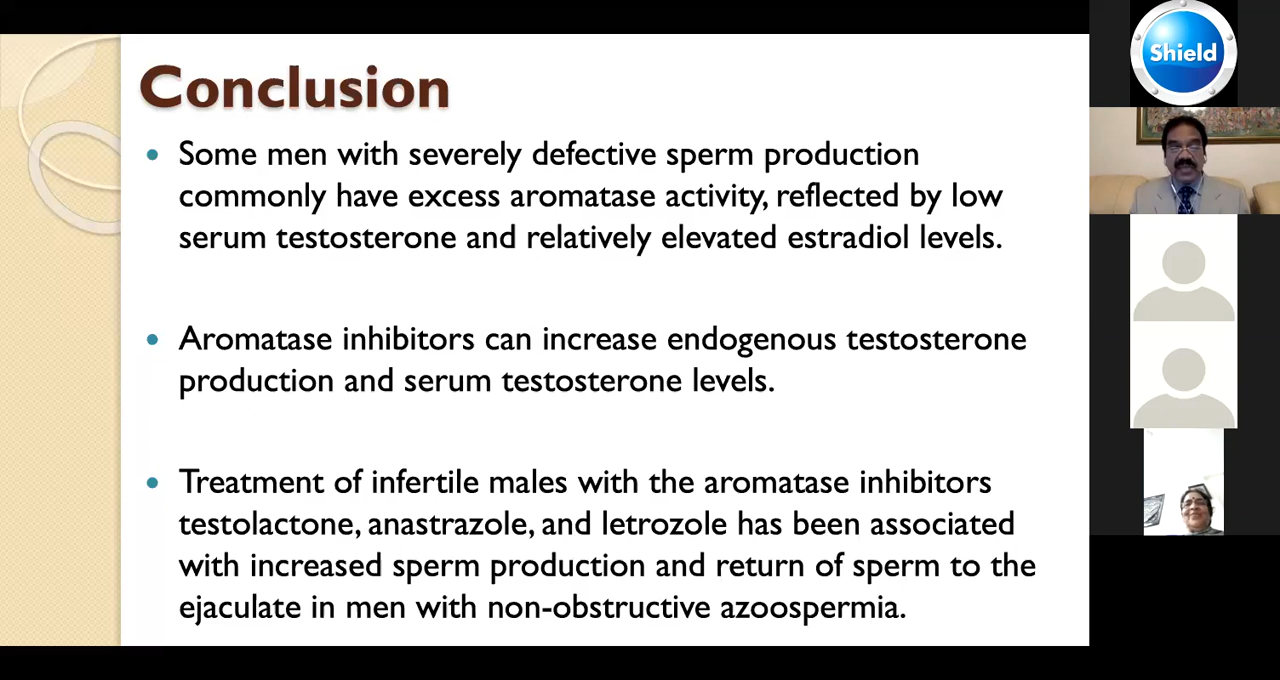 Conclusion
Some men with severely defective sperm production
commonly have excess aromatase activity, reflected by low
serum testosterone and relatively elevated estradiol levels.
Aromatase inhibitors can increase endogenous testosterone
production and serum testosterone levels.
Treatment of infertile males with the aromatase inhibitors
testolactone, anastrazole, and letrozole has been associated
with increased sperm production and return of sperm to the
ejaculate in men with non-obstructive azoospermia.
Shield